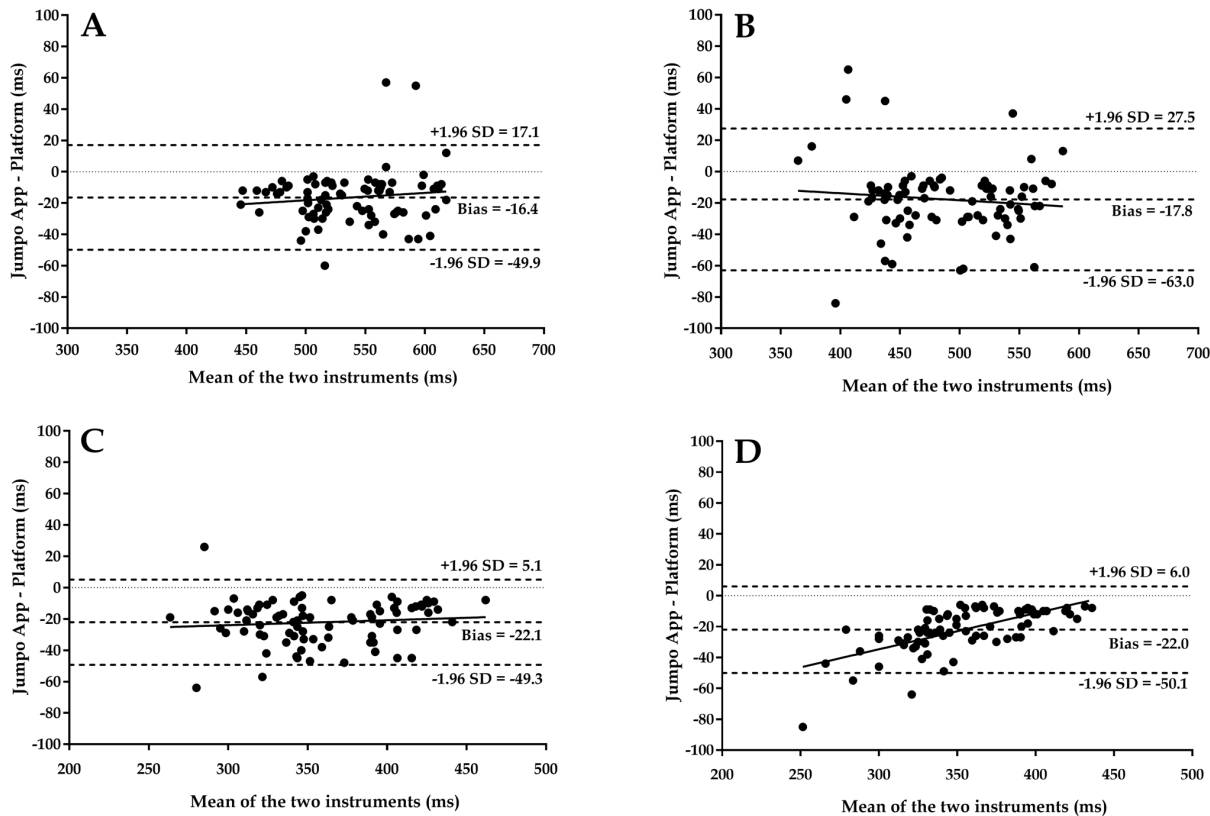 A
100
80
60
40
20
0
-20
-40
-60
-80
-100
Jumpo App - Platform (ms)
+1.96 SD = 17.1
Bias = -16.4
-1.96 SD = -49.9
300 350 400 450 500 550 600 650 700
Mean of the two instruments (ms)
B
100
80
60
40
20
0
-20
-40
-60
-80
-100
Jumpo App - Platform (ms)
+1.96 SD = 27.5
Bias = -17.8
-1.96 SD = -63.0
300 350 400 450 500 550 600 650 700
Mean of the two instruments (ms)
C
100
80
60
40
20
0
-20
-40
-60
-80
-100
Jumpo App - Platform (ms)
+1.96 SD = 5.1
Bias = -22.1
-1.96 SD = -49.3
200 250 300 350 400 450 500
Mean of the two instruments (ms)
D
100
80
60
40
20
0
-20
-40
-60
-80
-100
Jumpo App - Platform (ms)
+1.96 SD = 6.0
Bias = -22.0
-1.96 SD = -50.1
200 250 300 350 400 450 500
Mean of the two instruments (ms)